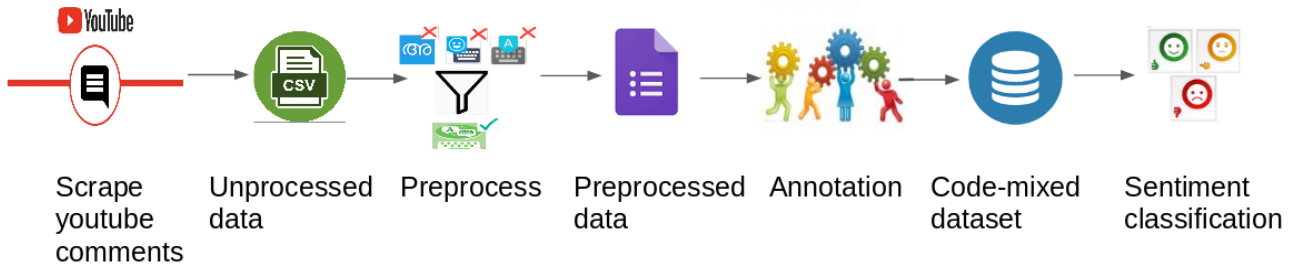 YouTube
CSV
അ
A
Scrape
youtube
comments
Unprocessed
data
Preprocess
Preprocessed
data
Annotation
Code-mixed
dataset
Sentiment
classification